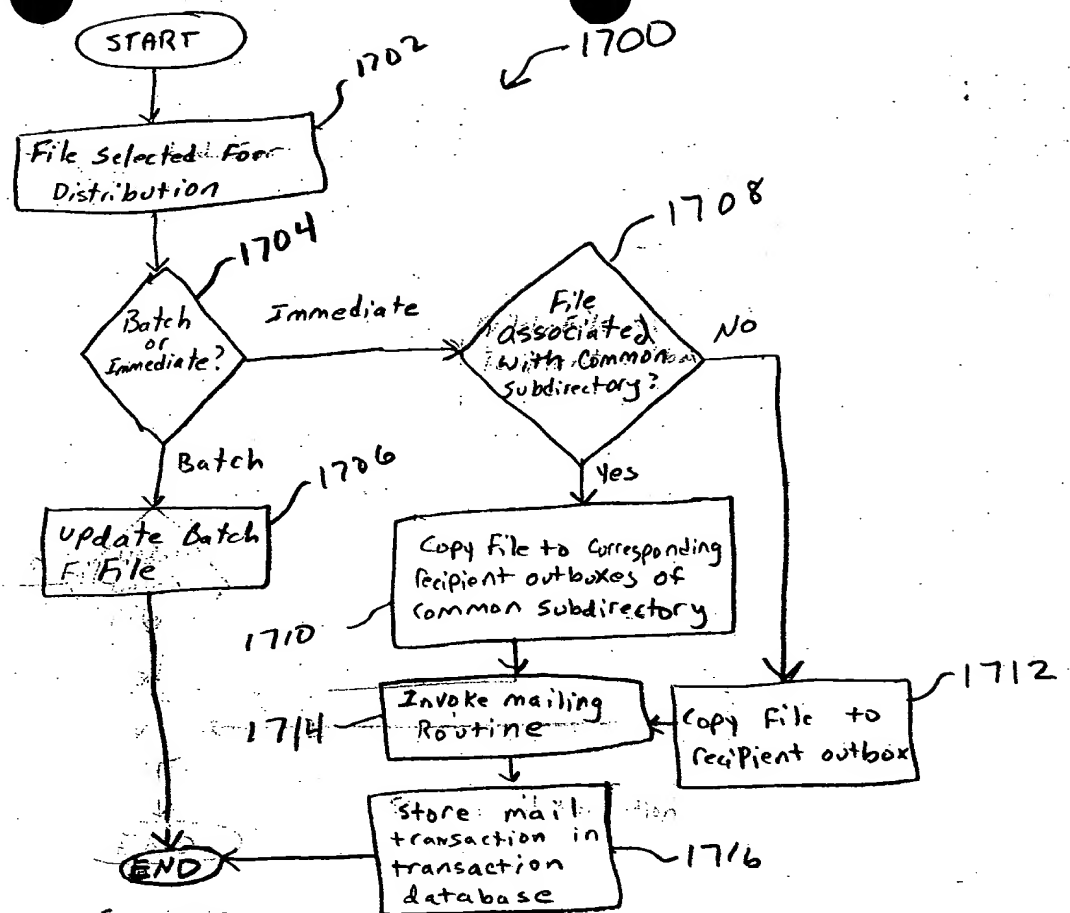 START
1700
1702
File Selected For
Distribution
1704
Batch
or
Immediate?
Immediate
1708
File
associated
with Common
Subdirectory?
No
Batch
1706
Update Batch
File
Yes
Copy File to Corresponding
recipient outboxes of
common subdirectory
1710
Invoke mailing
Routine
1714
1712
Copy File to
recipient outbox
store mail
transaction in
transaction
database
1716
END